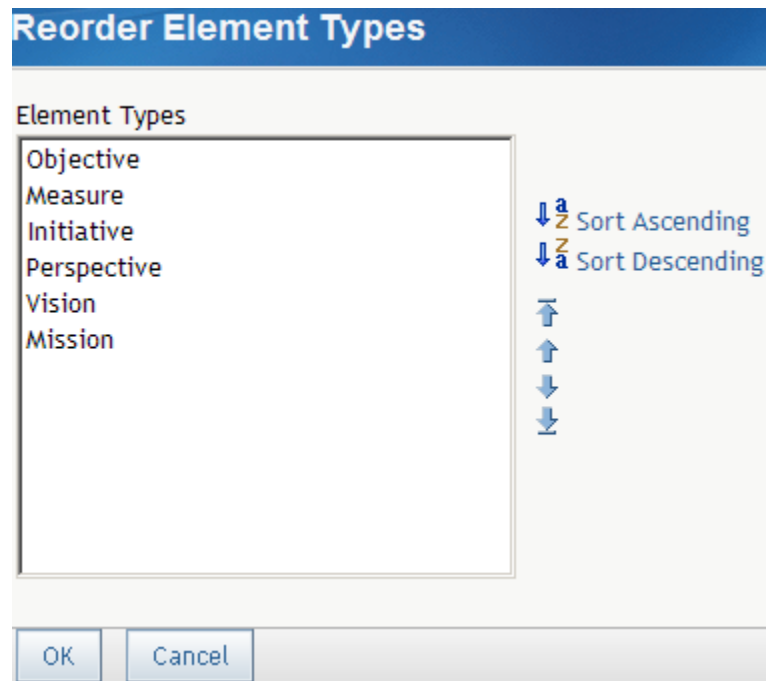 Reorder Element Types
Element Types
Objective
Measure
Initiative
Perspective
Vision
Mission
Sort Ascending
Sort Descending
OK
Cancel